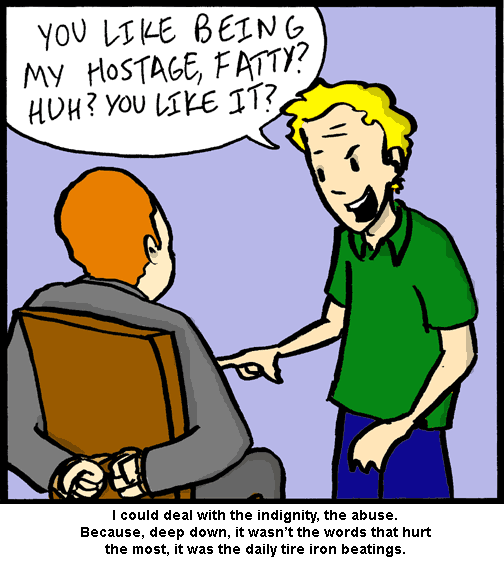 YOU LIKE BEING
MY HOSTAGE, FATTY?
HUH? YOU LIKE IT?
I could deal with the indignity, the abuse.
Because, deep down, it wasn't the words that hurt
the most, it was the daily tire iron beatings.